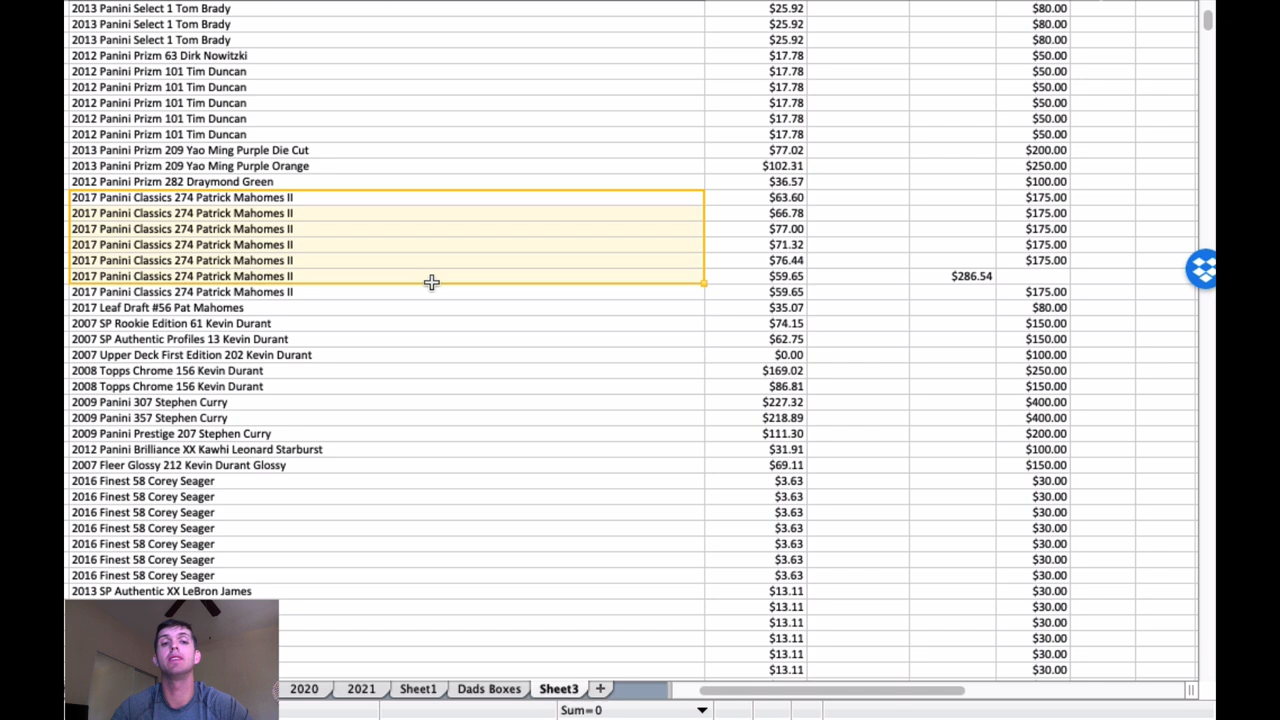 2013 Panini Select 1 Tom Brady $25.92 $80.00
2013 Panini Select 1 Tom Brady $25.92 $80.00
2013 Panini Select 1 Tom Brady $25.92 $80.00
2012 Panini Prizm 63 Dirk Nowitzki $17.78 $50.00
2012 Panini Prizm 101 Tim Duncan $17.78 $50.00
2012 Panini Prizm 101 Tim Duncan $17.78 $50.00
2012 Panini Prizm 101 Tim Duncan $17.78 $50.00
2012 Panini Prizm 101 Tim Duncan $17.78 $50.00
2012 Panini Prizm 101 Tim Duncan $17.78 $50.00
2013 Panini Prizm 209 Yao Ming Purple Die Cut $77.02 $200.00
2013 Panini Prizm 209 Yao Ming Purple Orange $102.31 $250.00
2012 Panini Prizm 282 Draymond Green $36.57 $100.00
2017 Panini Classics 274 Patrick Mahomes II $63.60 $175.00
2017 Panini Classics 274 Patrick Mahomes II $66.78 $175.00
2017 Panini Classics 274 Patrick Mahomes II $77.00 $175.00
2017 Panini Classics 274 Patrick Mahomes II $71.32 $175.00
2017 Panini Classics 274 Patrick Mahomes II $76.44 $175.00
2017 Panini Classics 274 Patrick Mahomes II $59.65 $286.54
2017 Panini Classics 274 Patrick Mahomes II $59.65 $175.00
2017 Leaf Draft #56 Pat Mahomes $35.07 $80.00
2007 SP Rookie Edition 61 Kevin Durant $74.15 $150.00
2007 SP Authentic Profiles 13 Kevin Durant $62.75 $150.00
2007 Upper Deck First Edition 202 Kevin Durant $0.00 $100.00
2008 Topps Chrome 156 Kevin Durant $169.02 $250.00
2008 Topps Chrome 156 Kevin Durant $86.81 $150.00
2009 Panini 307 Stephen Curry $227.32 $400.00
2009 Panini 357 Stephen Curry $218.89 $400.00
2009 Panini Prestige 207 Stephen Curry $111.30 $200.00
2012 Panini Brilliance XX Kawhi Leonard Starburst $31.91 $100.00
2007 Fleer Glossy 212 Kevin Durant Glossy $69.11 $150.00
2016 Finest 58 Corey Seager $3.63 $30.00
2016 Finest 58 Corey Seager $3.63 $30.00
2016 Finest 58 Corey Seager $3.63 $30.00
2016 Finest 58 Corey Seager $3.63 $30.00
2016 Finest 58 Corey Seager $3.63 $30.00
2016 Finest 58 Corey Seager $3.63 $30.00
2016 Finest 58 Corey Seager $3.63 $30.00
2013 SP Authentic XX LeBron James $13.11 $30.00
$13.11 $30.00
$13.11 $30.00
$13.11 $30.00
$13.11 $30.00
$13.11 $30.00
2020 2021 Sheet1 Dads Boxes Sheet3 +
Sum=0